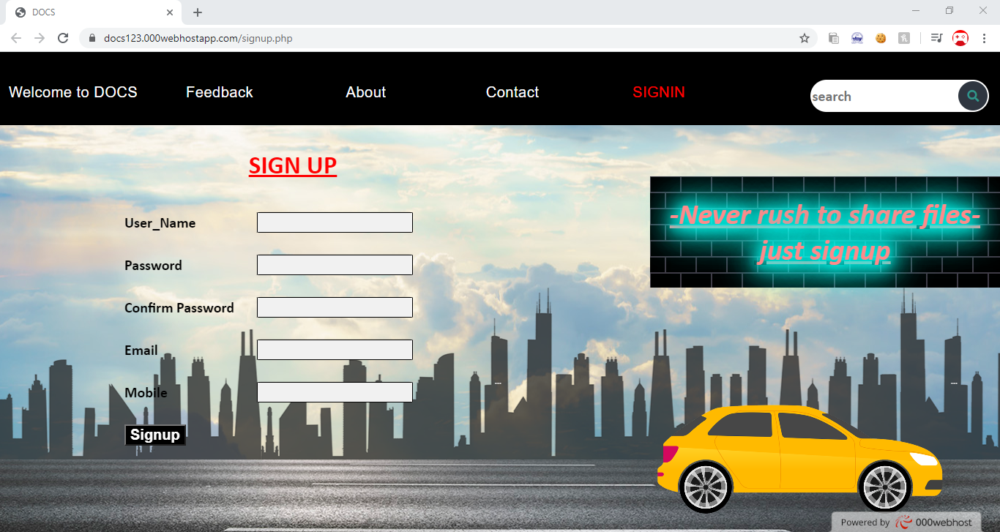 DOCS
docs123.000webhostapp.com/signup.php
Welcome to DOCS Feedback About Contact SIGNIN search
SIGN UP
-Never rush to share files-
just signup
User_Name
Password
Confirm Password
Email
Mobile
Signup
Powered by 000webhost